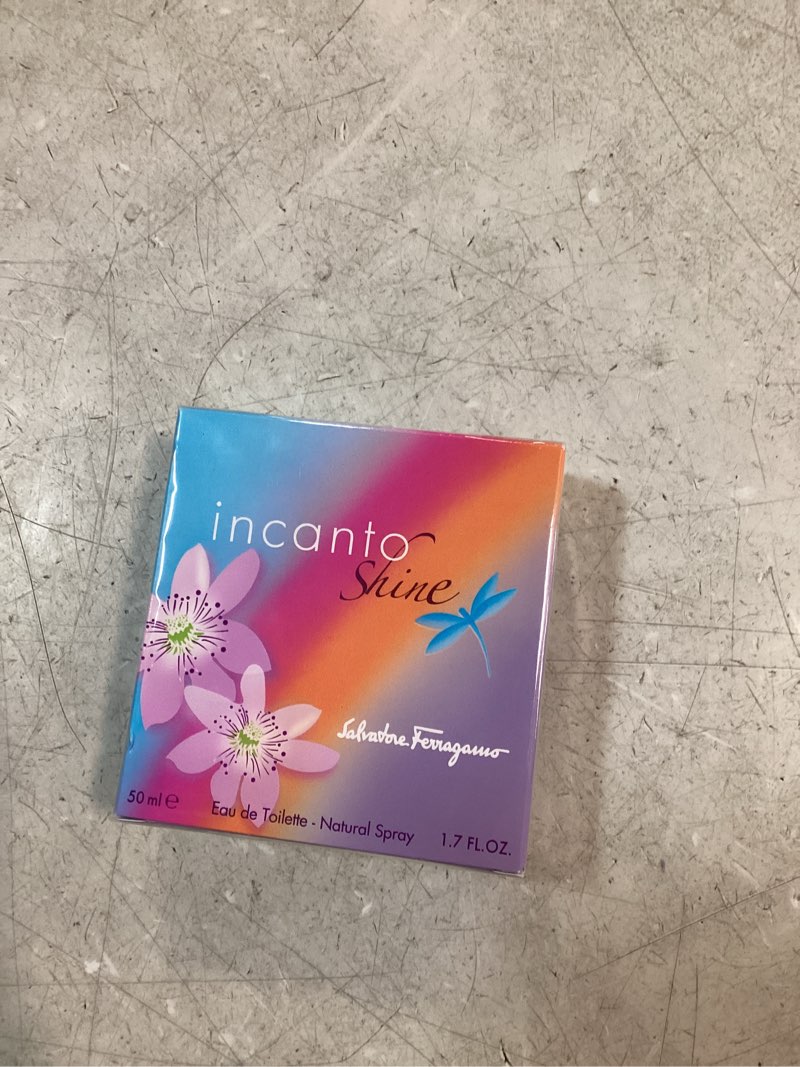 incanto
Shine
Salvatore Ferragamo
50 ml ℮ Eau de Toilette - Natural Spray 1.7 FL.OZ.